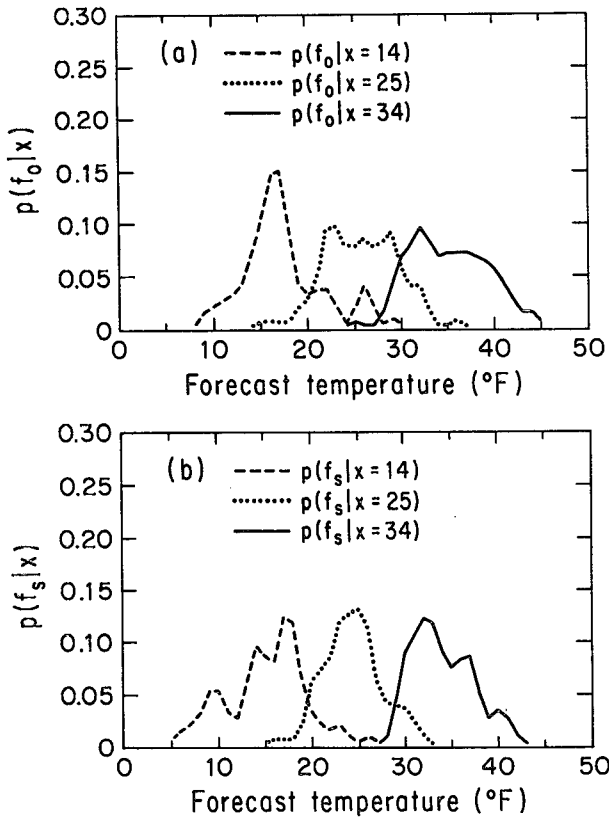 0.30
(a)
p(f₀|x=14)
0.25
p(f₀|x=25)
p(f₀|x=34)
0.20
0.15
0.10
0.05
0
p(f₀|x)
0 10 20 30 40 50
Forecast temperature (°F)
0.30
(b)
p(fₛ|x=14)
0.25
p(fₛ|x=25)
p(fₛ|x=34)
0.20
0.15
0.10
0.05
0
p(fₛ|x)
0 10 20 30 40 50
Forecast temperature (°F)